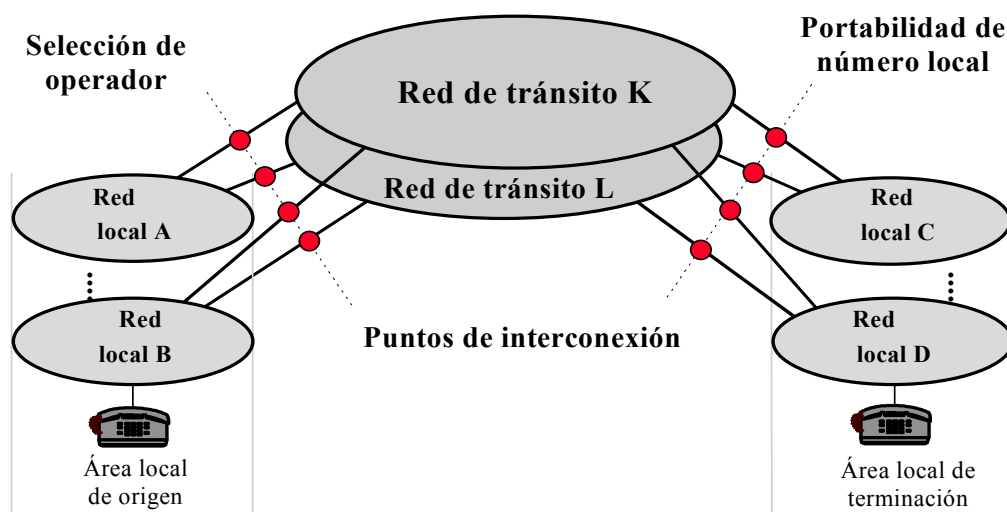 Selección de
operador
Portabilidad de
número local
Red de tránsito K
Red de tránsito L
Red
local A
Red
local C
Red
local B
Red
local D
Puntos de interconexión
Área local
de origen
Área local de
terminación